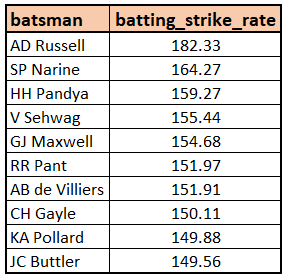 batsman batting_strike_rate
AD Russell 182.33
SP Narine 164.27
HH Pandya 159.27
V Sehwag 155.44
GJ Maxwell 154.68
RR Pant 151.97
AB de Villiers 151.91
CH Gayle 150.11
KA Pollard 149.88
JC Buttler 149.56